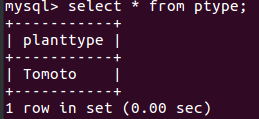 mysql> select * from ptype;
+-----------+
| planttype |
+-----------+
| Tomoto    |
+-----------+
1 row in set (0.00 sec)